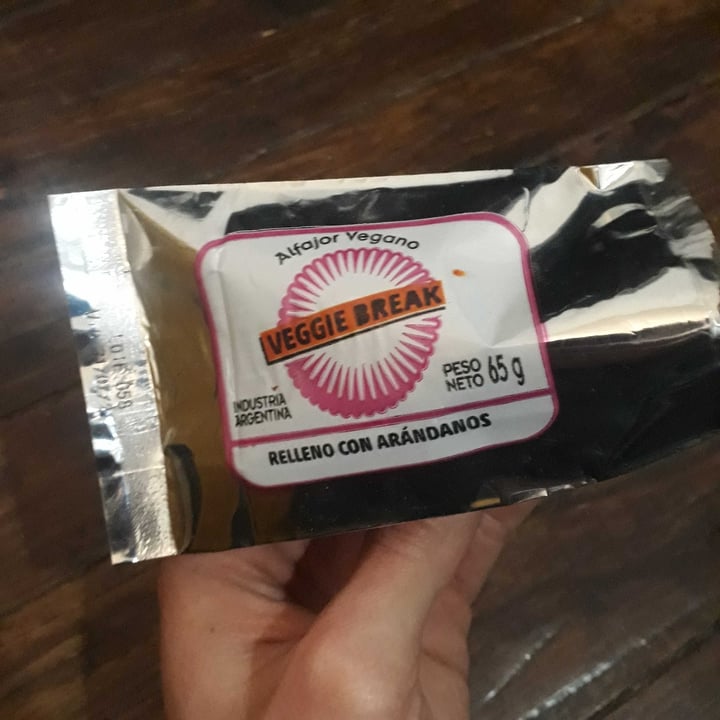 Alfajor Vegano
VEGGIE BREAK
INDUSTRIA
ARGENTINA
PESO
NETO 65 g
RELLENO CON ARÁNDANOS